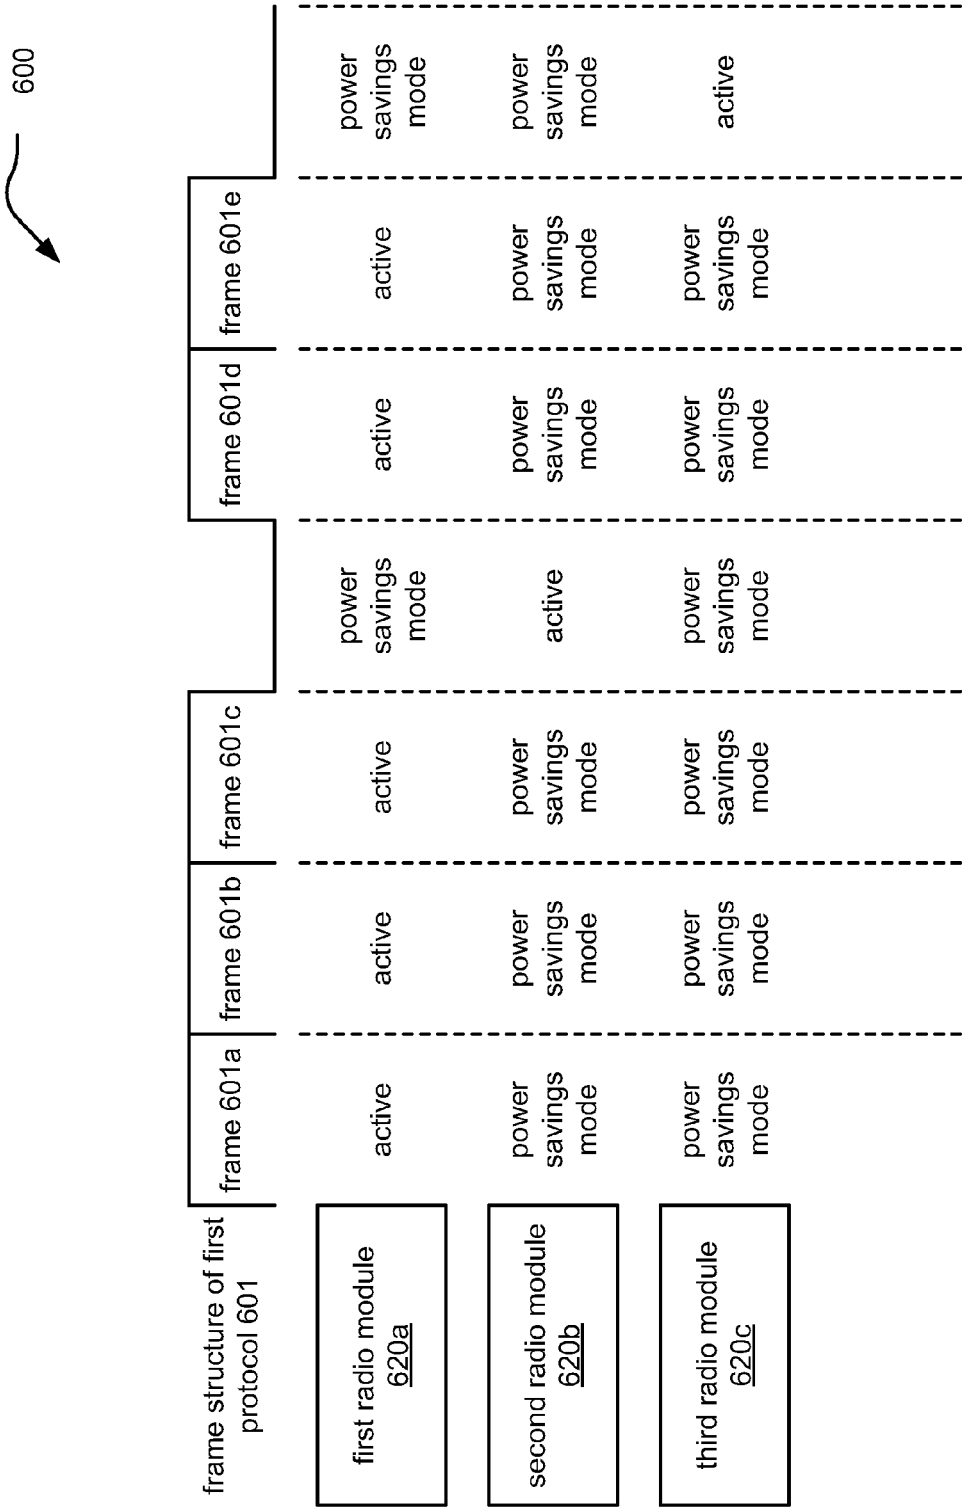 600
frame structure of first
protocol 601
frame 601a
frame 601b
frame 601c
frame 601d
frame 601e
first radio module
620a
active
active
active
power
savings
mode
active
active
power
savings
mode
second radio module
620b
power
savings
mode
power
savings
mode
power
savings
mode
active
power
savings
mode
power
savings
mode
power
savings
mode
third radio module
620c
power
savings
mode
power
savings
mode
power
savings
mode
power
savings
mode
power
savings
mode
power
savings
mode
active